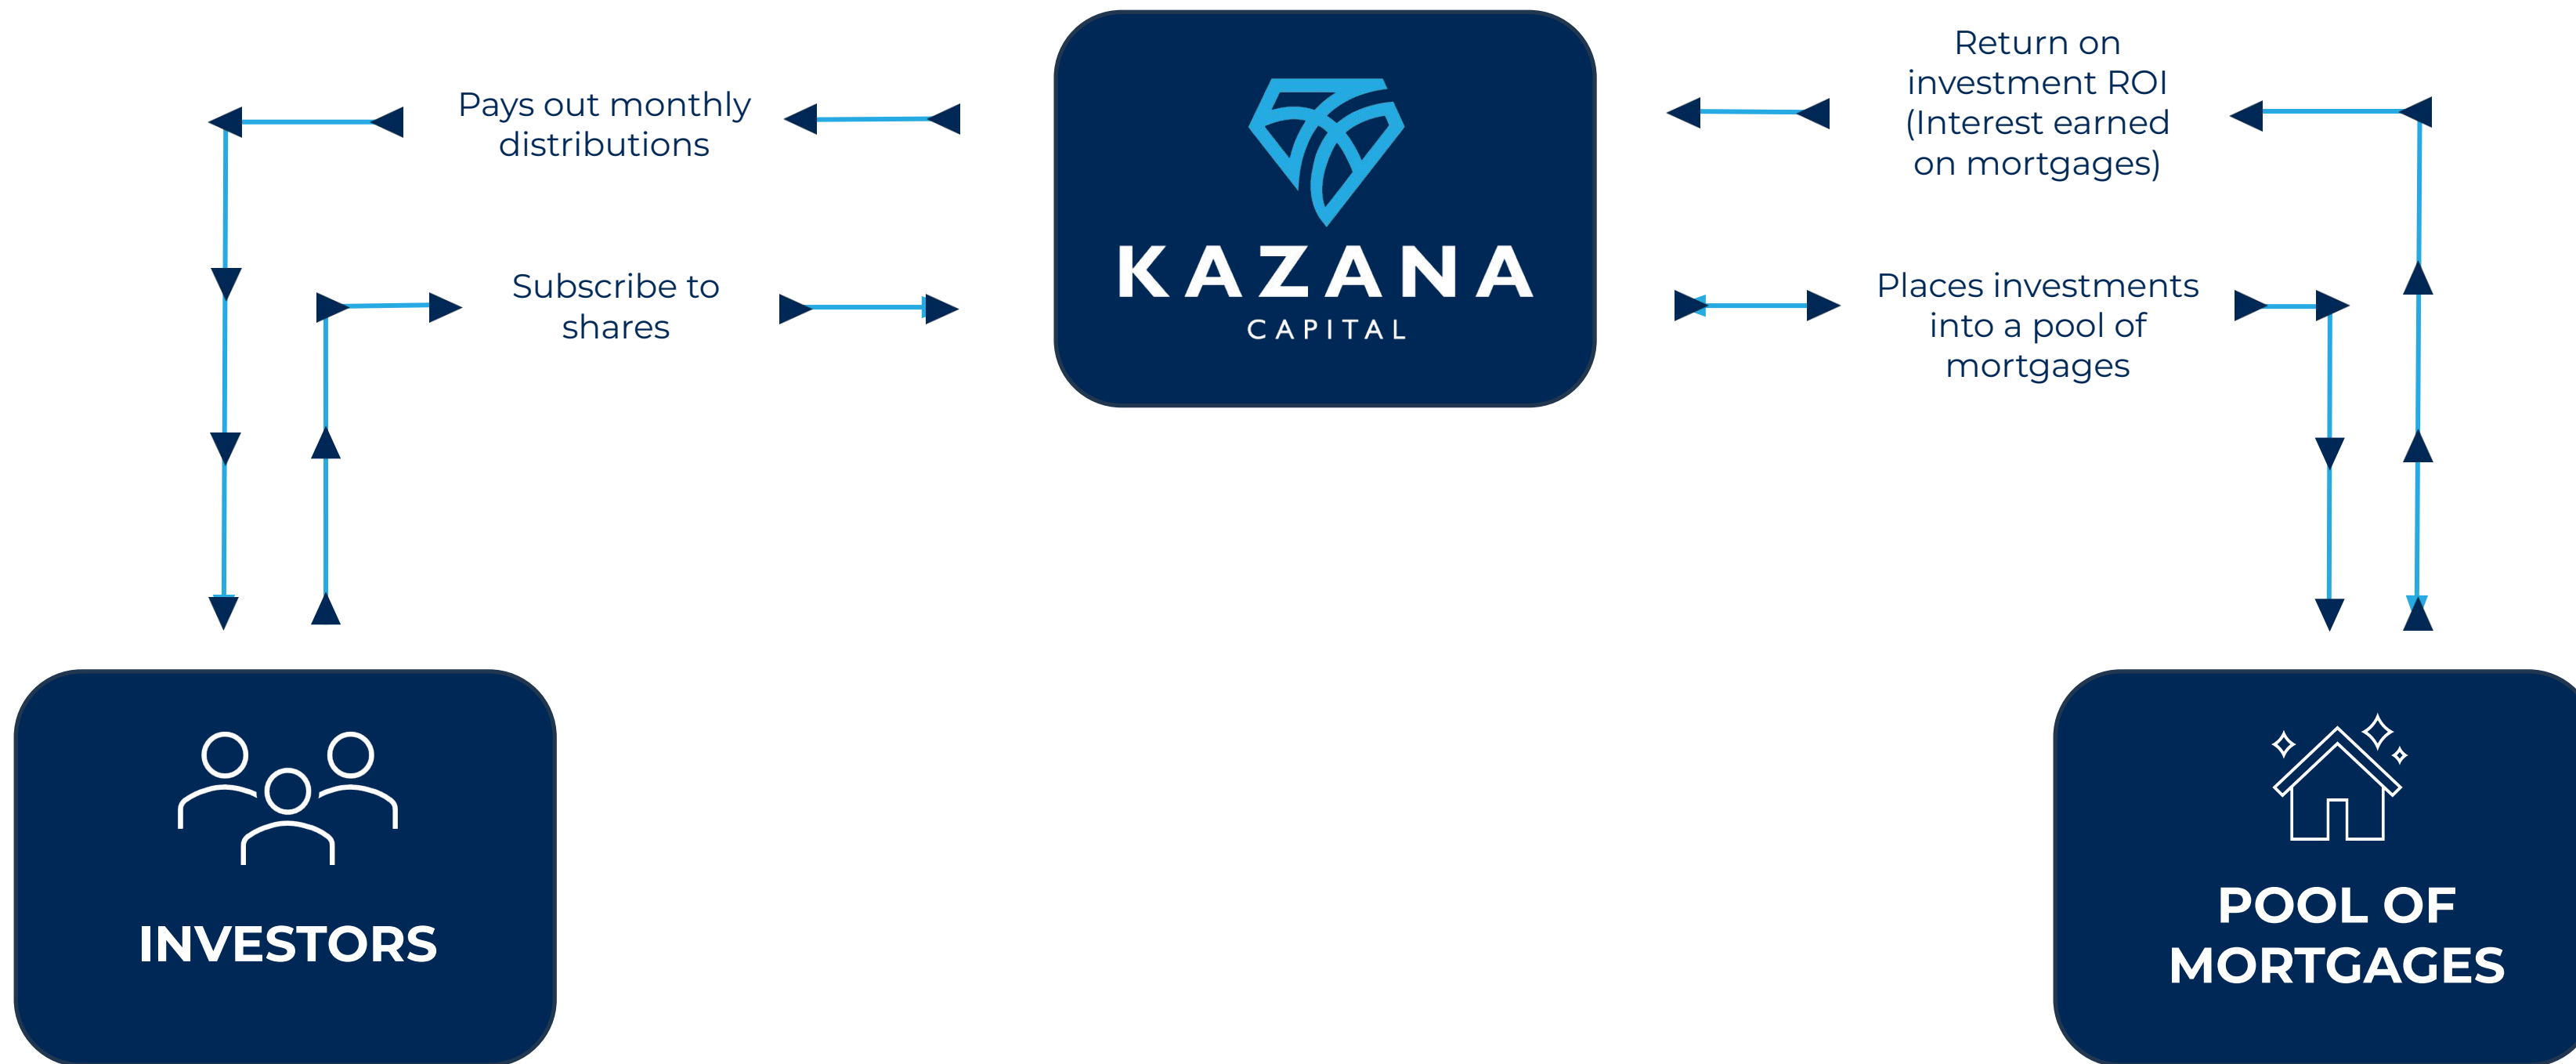 Pays out monthly
distributions
Subscribe to
shares
KAZANA
CAPITAL
Return on
investment ROI
(Interest earned
on mortgages)
Places investments
into a pool of
mortgages
INVESTORS
POOL OF
MORTGAGES